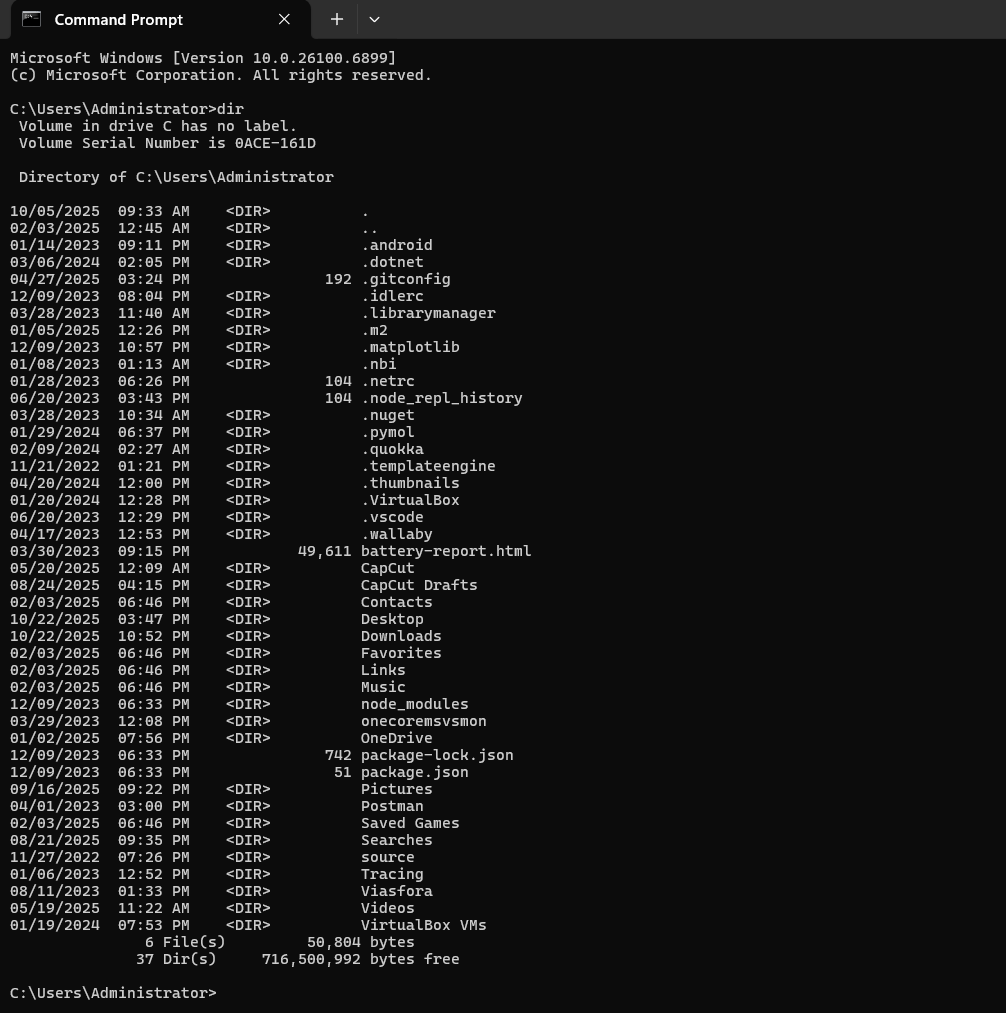 Command Prompt
Microsoft Windows [Version 10.0.26100.6899]
(c) Microsoft Corporation. All rights reserved.
C:\Users\Administrator>dir
 Volume in drive C has no label.
 Volume Serial Number is 0ACE-161D
 Directory of C:\Users\Administrator
10/05/2025  09:33 AM    <DIR>          .
02/03/2025  12:45 AM    <DIR>          ..
01/14/2023  09:11 PM    <DIR>          .android
03/06/2024  02:05 PM    <DIR>          .dotnet
04/27/2025  03:24 PM               192 .gitconfig
12/09/2023  08:04 PM    <DIR>          .idlerc
03/28/2023  11:40 AM    <DIR>          .librarymanager
01/05/2025  12:26 PM    <DIR>          .m2
12/09/2023  10:57 PM    <DIR>          .matplotlib
01/08/2023  01:13 AM    <DIR>          .nbi
01/28/2023  06:26 PM               104 .netrc
06/20/2023  03:43 PM               104 .node_repl_history
03/28/2023  10:34 AM    <DIR>          .nuget
01/29/2024  06:37 PM    <DIR>          .pymol
02/09/2024  02:27 AM    <DIR>          .quokka
11/21/2022  01:21 PM    <DIR>          .templateengine
04/20/2024  12:00 PM    <DIR>          .thumbnails
01/20/2024  12:28 PM    <DIR>          .VirtualBox
06/20/2023  12:29 PM    <DIR>          .vscode
04/17/2023  12:53 PM    <DIR>          .wallaby
03/30/2023  09:15 PM            49,611 battery-report.html
05/20/2025  12:09 AM    <DIR>          CapCut
08/24/2025  04:15 PM    <DIR>          CapCut Drafts
02/03/2025  06:46 PM    <DIR>          Contacts
10/22/2025  03:47 PM    <DIR>          Desktop
10/22/2025  10:52 PM    <DIR>          Downloads
02/03/2025  06:46 PM    <DIR>          Favorites
02/03/2025  06:46 PM    <DIR>          Links
02/03/2025  06:46 PM    <DIR>          Music
12/09/2023  06:33 PM    <DIR>          node_modules
03/29/2023  12:08 PM    <DIR>          onecoremsvsmon
01/02/2025  07:56 PM    <DIR>          OneDrive
12/09/2023  06:33 PM               742 package-lock.json
12/09/2023  06:33 PM                51 package.json
09/16/2025  09:22 PM    <DIR>          Pictures
04/01/2023  03:00 PM    <DIR>          Postman
02/03/2025  06:46 PM    <DIR>          Saved Games
08/21/2025  09:35 PM    <DIR>          Searches
11/27/2022  07:26 PM    <DIR>          source
01/06/2023  12:52 PM    <DIR>          Tracing
08/11/2023  01:33 PM    <DIR>          Viasfora
05/19/2025  11:22 AM    <DIR>          Videos
01/19/2024  07:53 PM    <DIR>          VirtualBox VMs
               6 File(s)         50,804 bytes
              37 Dir(s)     716,500,992 bytes free
C:\Users\Administrator>